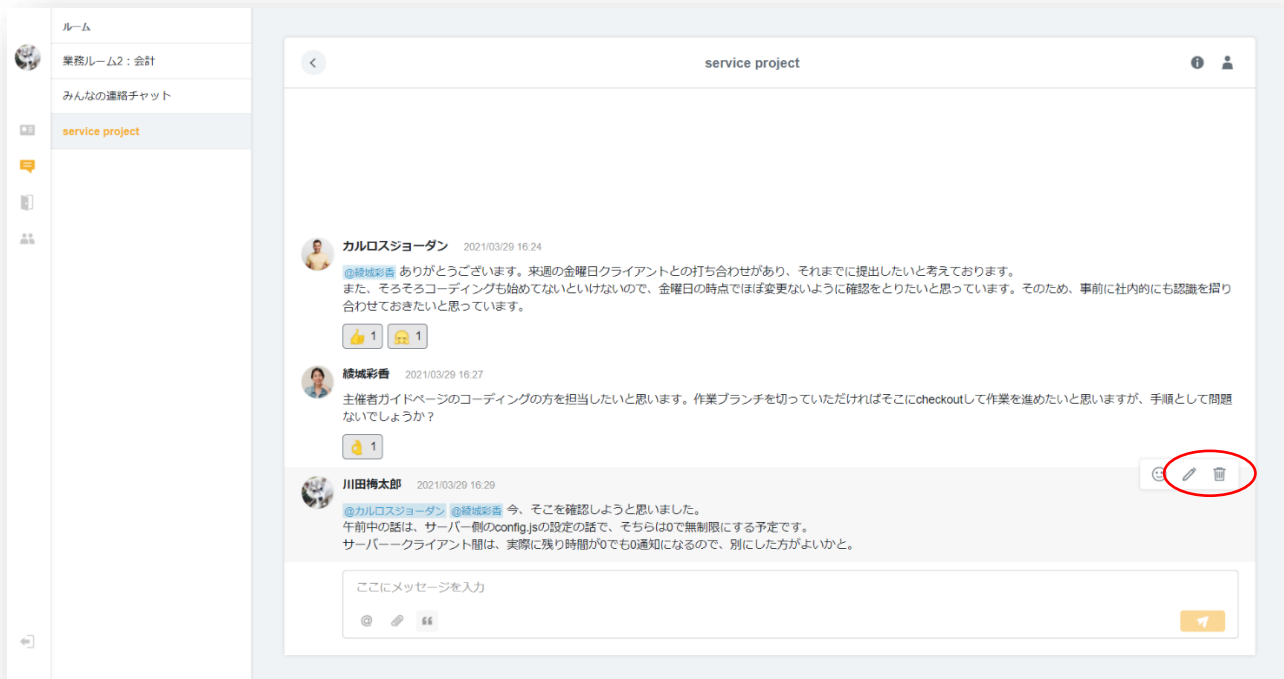 ルーム
業務ルーム2：会計
みんなの連絡チャット
service project
service project
カルロスジョーダン 2021/03/29 16:24
@綾城彩香 ありがとうございます。来週の金曜日クライアントとの打ち合わせがあり、それまでに提出したいと考えております。
また、そろそろコーディングも始めてないといけないので、金曜日の時点でほぼ変更ないように確認をとりたいと思っています。そのため、事前に社内的にも認識を摺り
合わせておきたいと思っています。
1 1
綾城彩香 2021/03/29 16:27
主催者ガイドページのコーディングの方を担当したいと思います。作業ブランチを切っていただければそこにcheckoutして作業を進めたいと思いますが、手順として問題
ないでしょうか？
1
川田梅太郎 2021/03/29 16:29
@カルロスジョーダン @綾城彩香 今、そこを確認しようと思いました。
午前中の話は、サーバー側のconfig.jsの設定の話で、そちらは0で無制限にする予定です。
サーバーークライアント間は、実際に残り時間が0でも0通知になるので、別にした方がよいかと。
ここにメッセージを入力